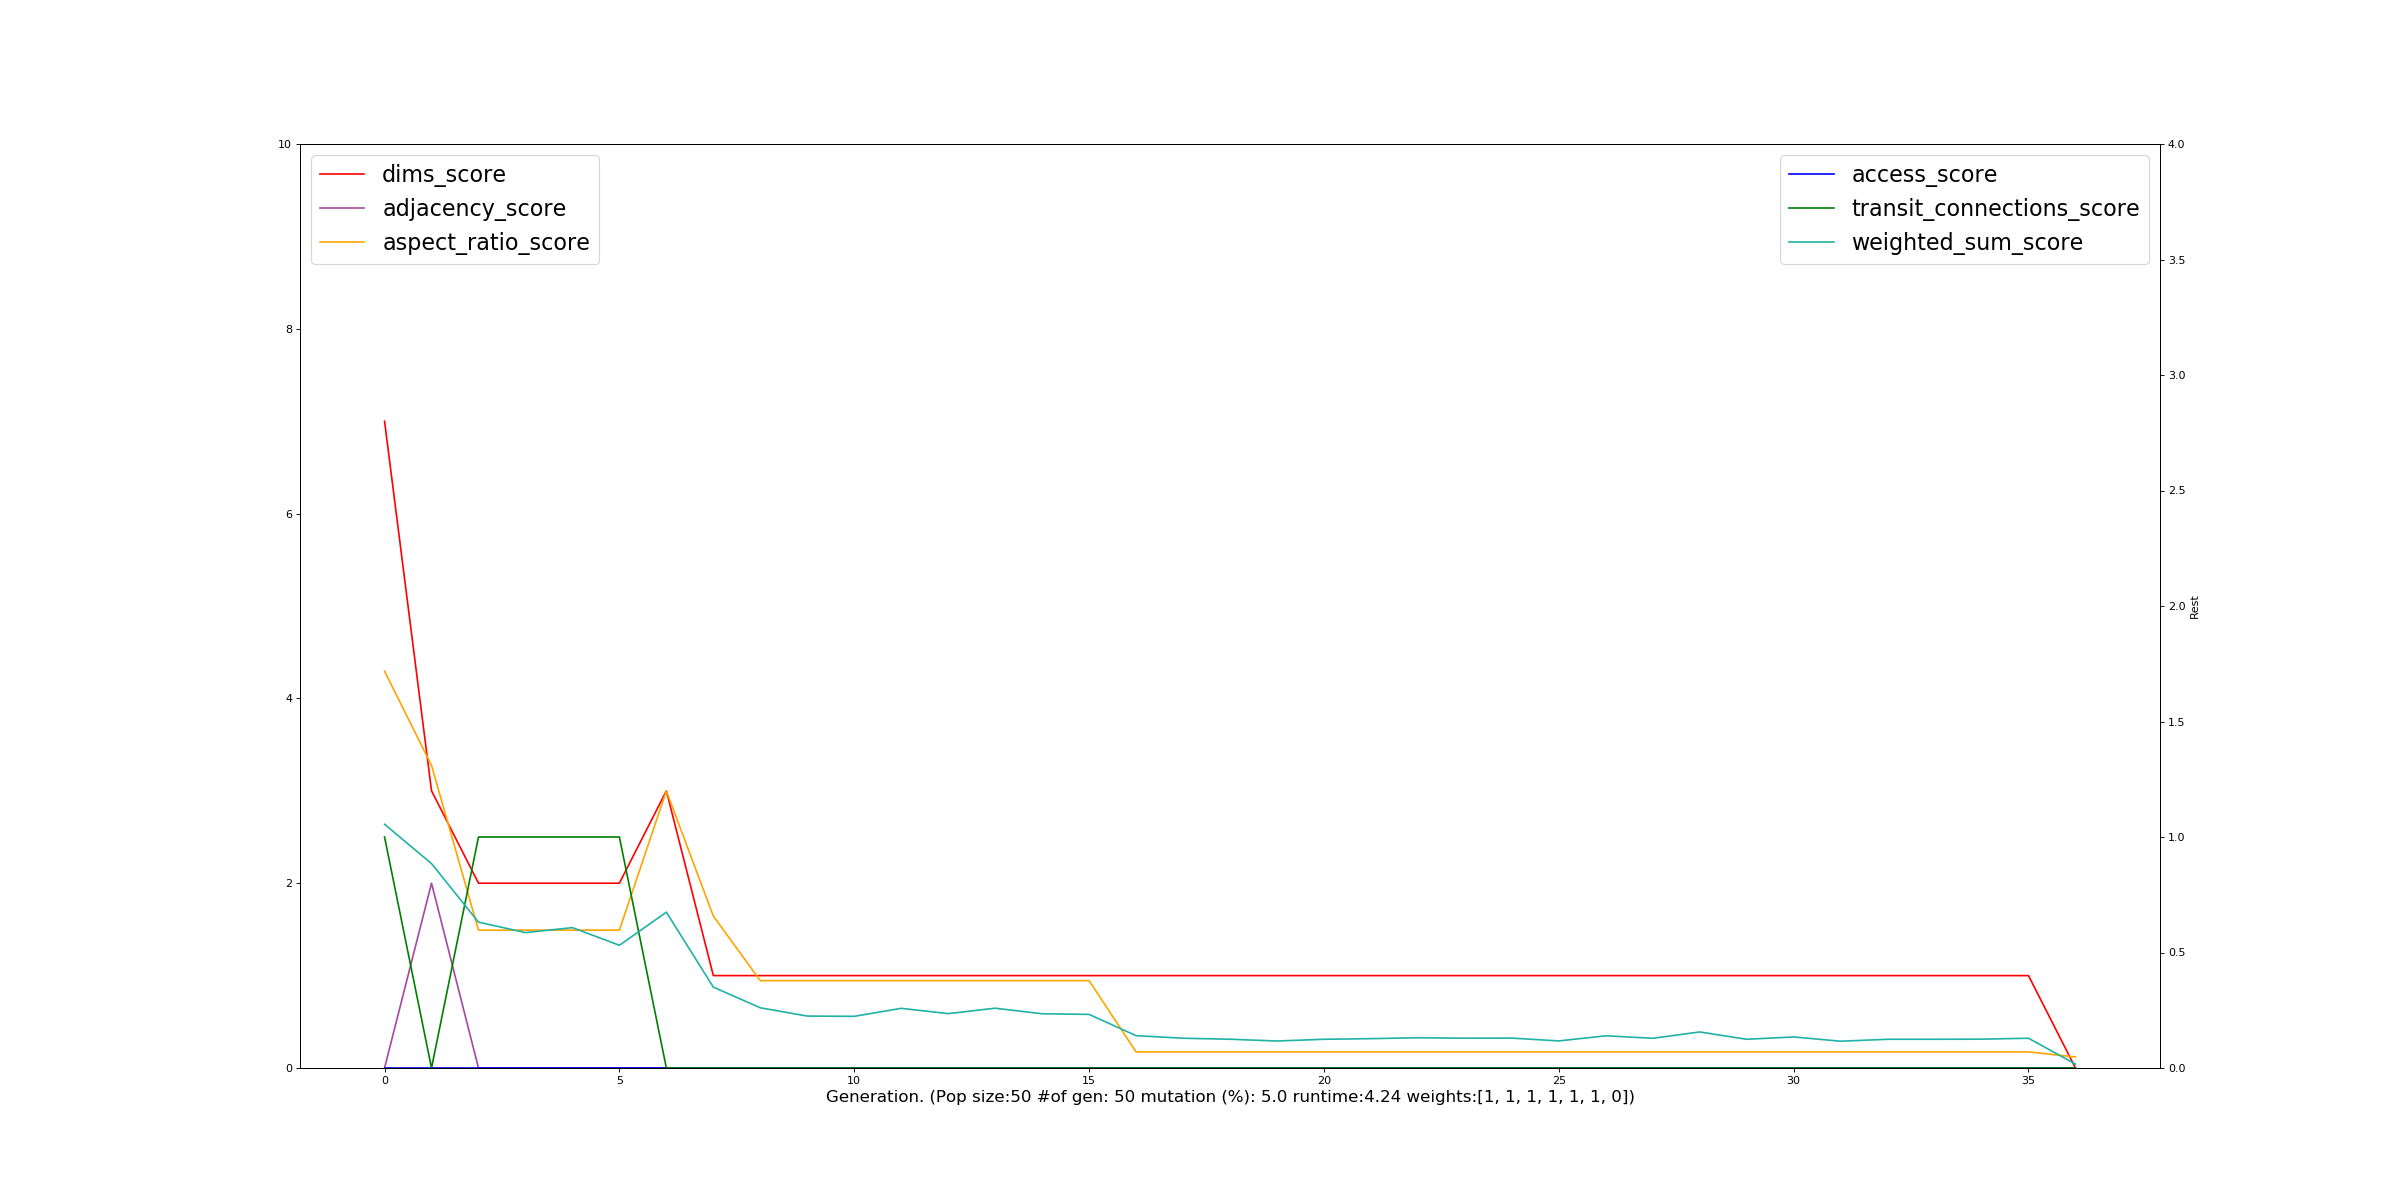 10
8
6
4
2
0
dims_score
adjacency_score
aspect_ratio_score
access_score
transit_connections_score
weighted_sum_score
4.0
3.5
3.0
2.5
2.0
1.5
1.0
0.5
0.0
Rest
0 5 10 15 20 25 30 35
Generation. (Pop size:50 #of gen: 50 mutation (%): 5.0 runtime:4.24 weights:[1, 1, 1, 1, 1, 1, 0])